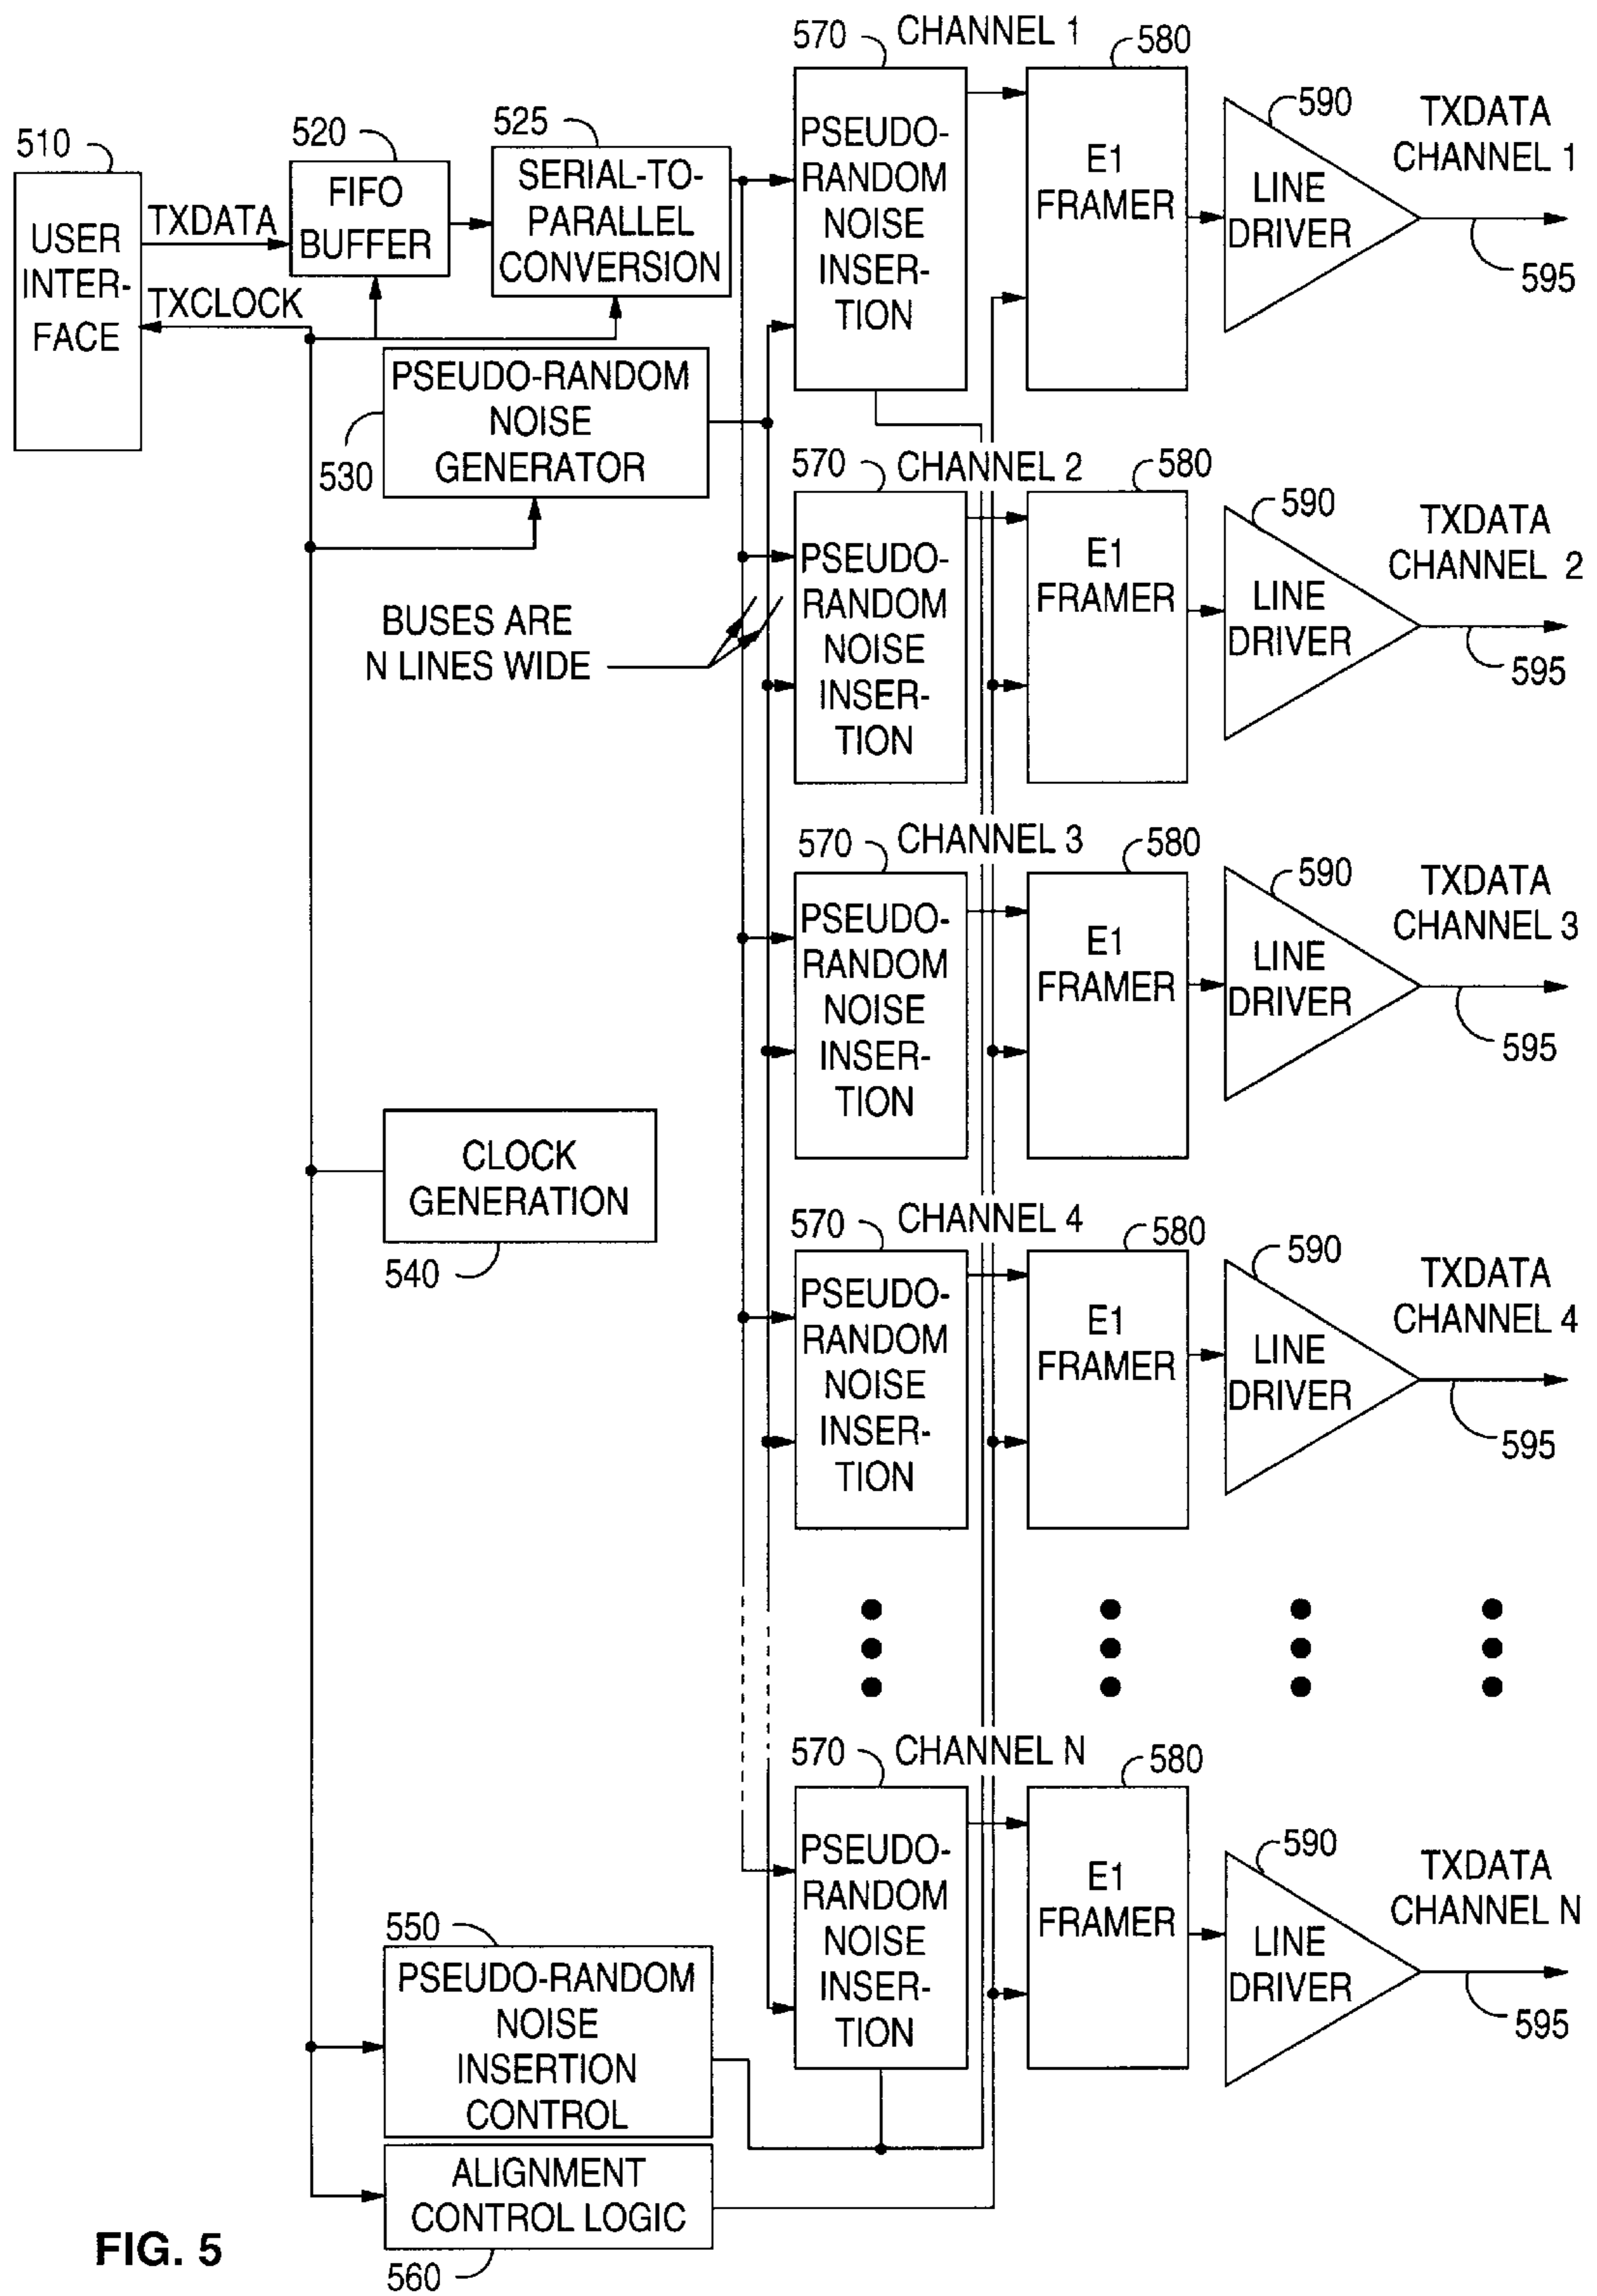 570
CHANNEL 1
580
590
TXDATA
CHANNEL 1
510
520
525
USER
INTER-
FACE
TXDATA
TXCLOCK
FIFO
BUFFER
SERIAL-TO-
PARALLEL
CONVERSION
PSEUDO-
RANDOM
NOISE
INSER-
TION
E1
FRAMER
LINE
DRIVER
595
PSEUDO-RANDOM
NOISE
GENERATOR
530
BUSES ARE
N LINES WIDE
570
CHANNEL 2
580
590
TXDATA
CHANNEL 2
PSEUDO-
RANDOM
NOISE
INSER-
TION
E1
FRAMER
LINE
DRIVER
595
570
CHANNEL 3
580
590
TXDATA
CHANNEL 3
PSEUDO-
RANDOM
NOISE
INSER-
TION
E1
FRAMER
LINE
DRIVER
595
CLOCK
GENERATION
540
570
CHANNEL 4
580
590
TXDATA
CHANNEL 4
PSEUDO-
RANDOM
NOISE
INSER-
TION
E1
FRAMER
LINE
DRIVER
595
570
CHANNEL N
580
590
TXDATA
CHANNEL N
PSEUDO-
RANDOM
NOISE
INSER-
TION
E1
FRAMER
LINE
DRIVER
595
550
PSEUDO-RANDOM
NOISE
INSERTION
CONTROL
ALIGNMENT
CONTROL LOGIC
560
FIG. 5